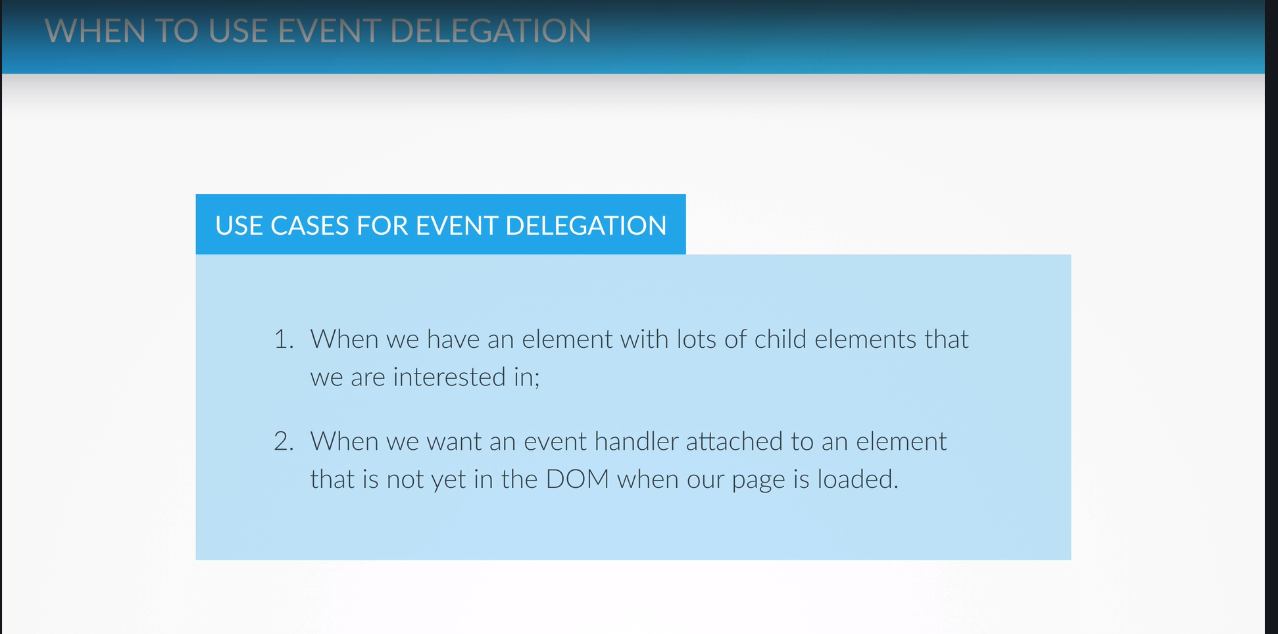 WHEN TO USE EVENT DELEGATION
USE CASES FOR EVENT DELEGATION
1. When we have an element with lots of child elements that
we are interested in;
2. When we want an event handler attached to an element
that is not yet in the DOM when our page is loaded.